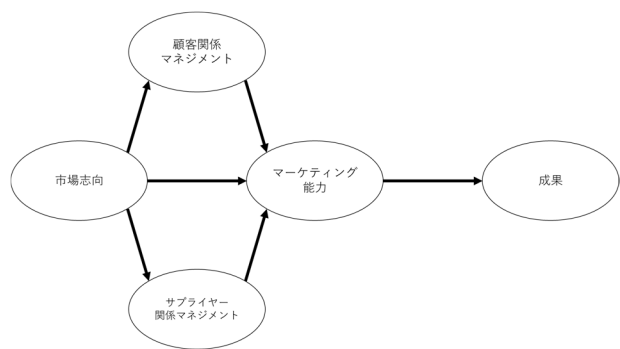 顧客関係
マネジメント
市場志向
マーケティング
能力
成果
サプライヤー
関係マネジメント